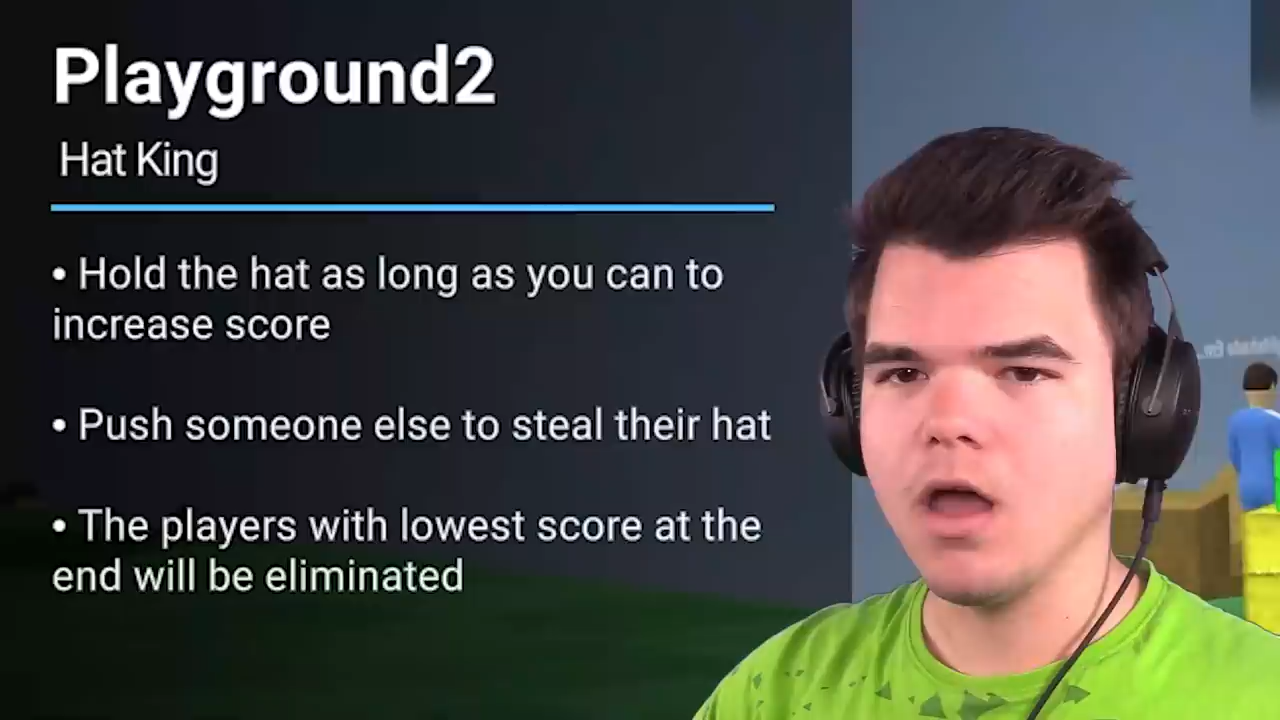 Playground2
Hat King
• Hold the hat as long as you can to
increase score
• Push someone else to steal their hat
• The players with lowest score at the
end will be eliminated